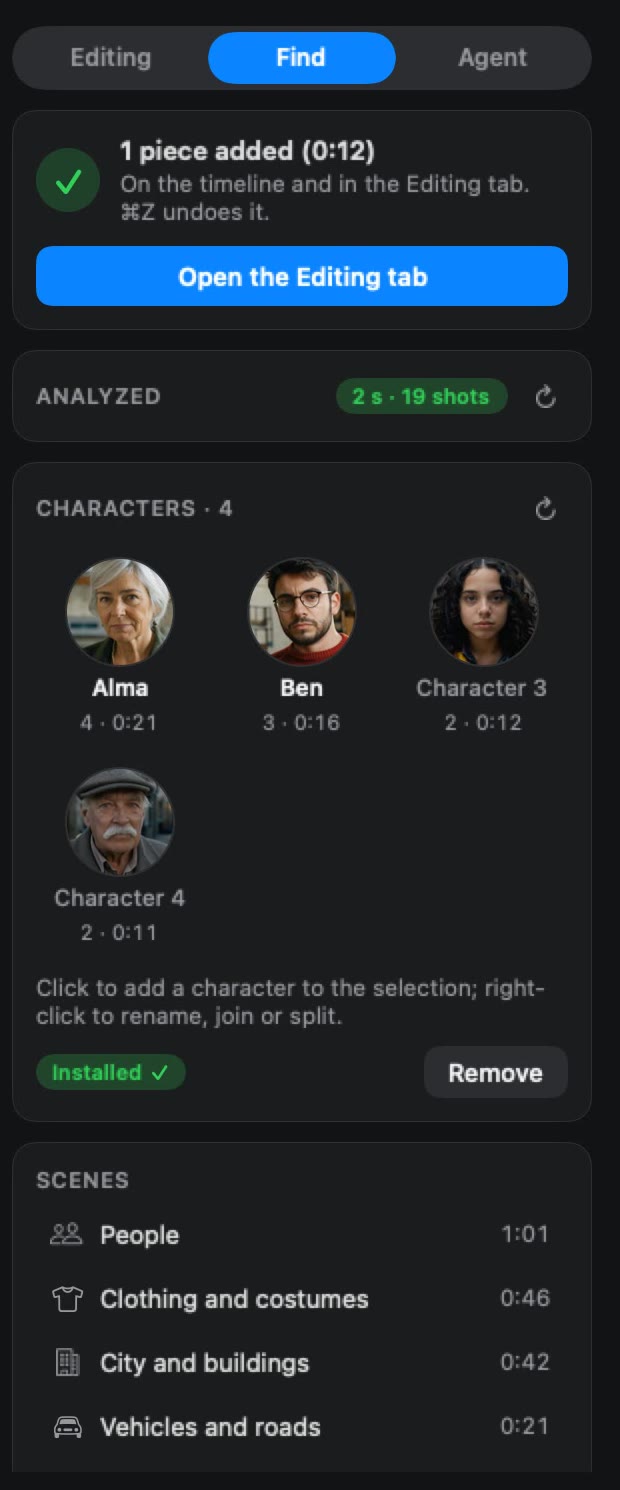 Editing Find Agent
1 piece added (0:12)
On the timeline and in the Editing tab.
⌘Z undoes it.
Open the Editing tab
ANALYZED 2 s · 19 shots
CHARACTERS · 4
Alma Ben Character 3
4 · 0:21 3 · 0:16 2 · 0:12
Character 4
2 · 0:11
Click to add a character to the selection; right-
click to rename, join or split.
Installed ✓ Remove
SCENES
People 1:01
Clothing and costumes 0:46
City and buildings 0:42
Vehicles and roads 0:21